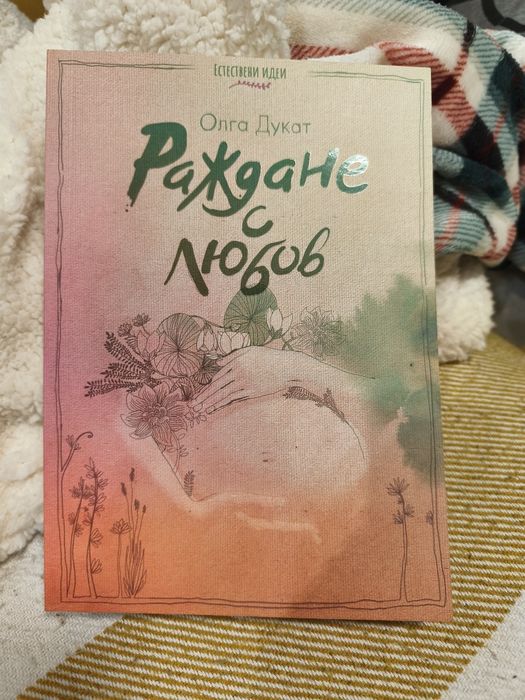 Естествени идеи
Олга Дукат
Раждане
с
любов